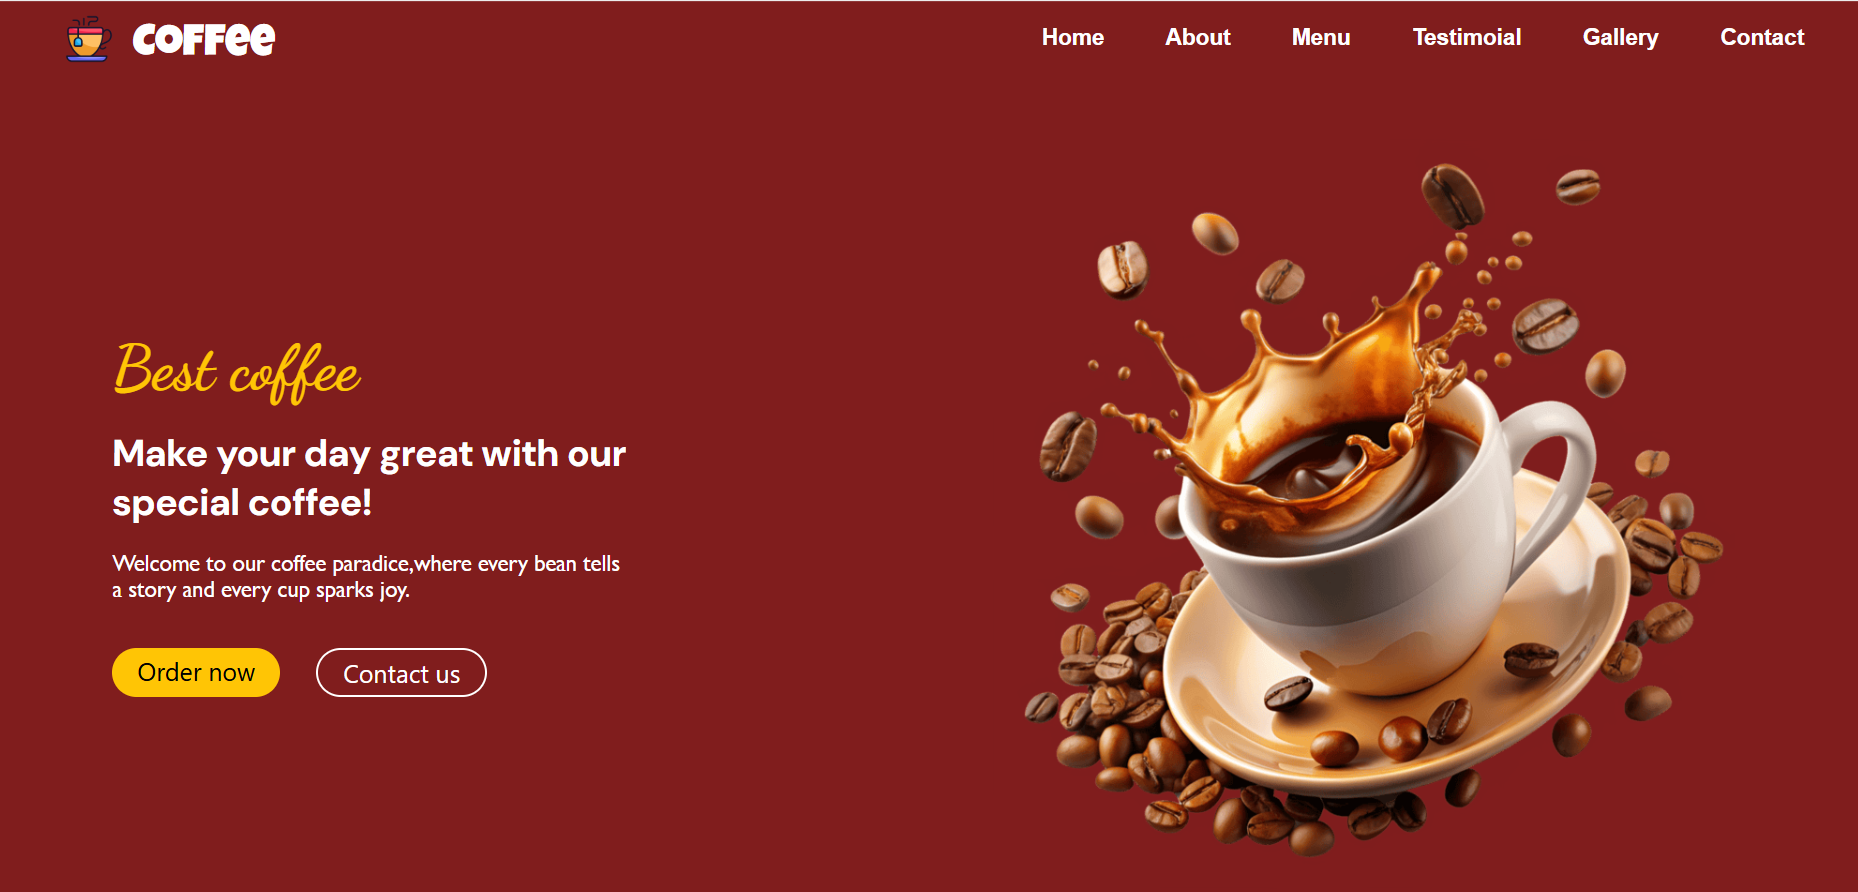 COFFEE
Home About Menu Testimoial Gallery Contact
Best coffee
Make your day great with our
special coffee!
Welcome to our coffee paradice,where every bean tells
a story and every cup sparks joy.
Order now Contact us